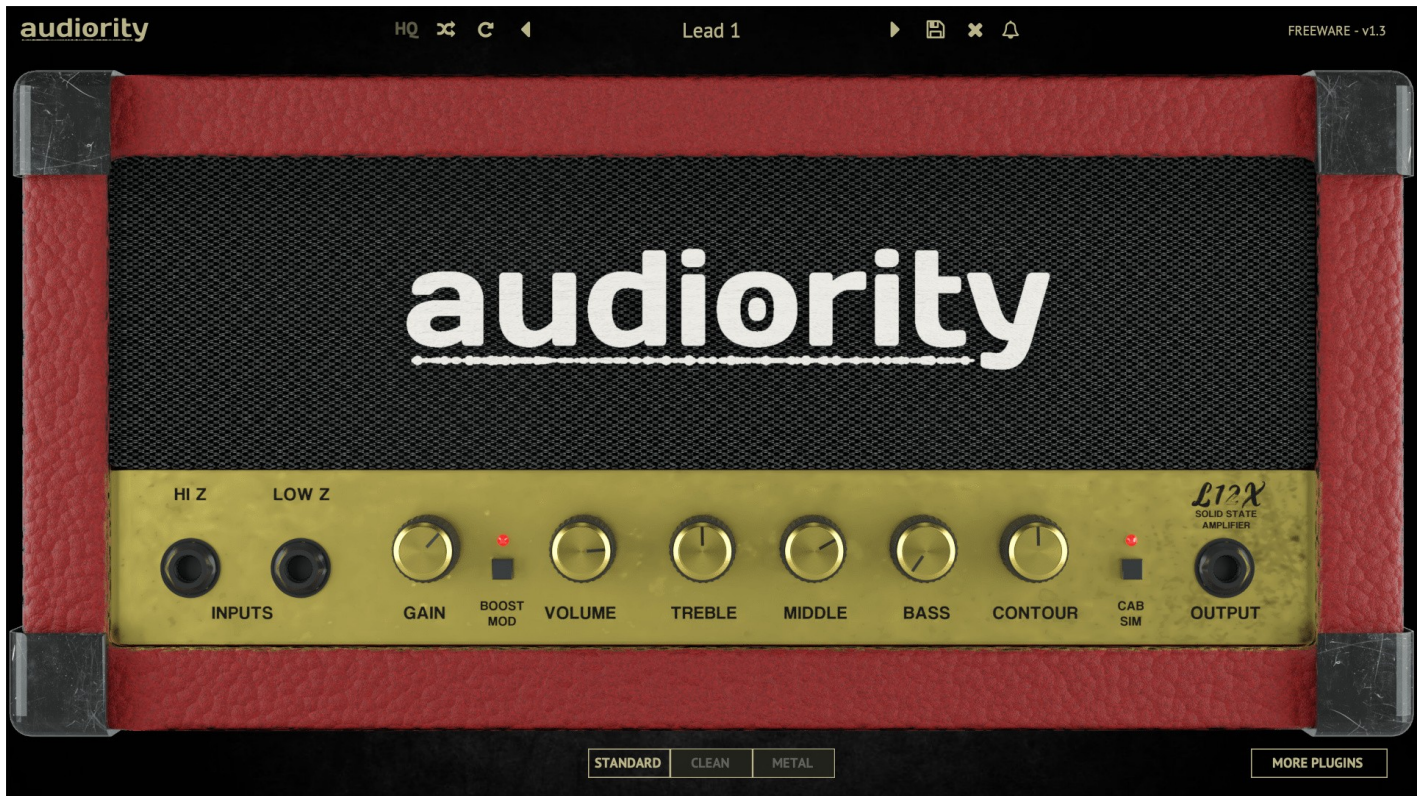 audiority
HQ
Lead 1
FREEWARE - v1.3
audiority
HI Z
LOW Z
INPUTS
GAIN
BOOST
MOD
VOLUME
TREBLE
MIDDLE
BASS
CONTOUR
CAB
SIM
L12X
SOLID STATE
AMPLIFIER
OUTPUT
STANDARD
CLEAN
METAL
MORE PLUGINS